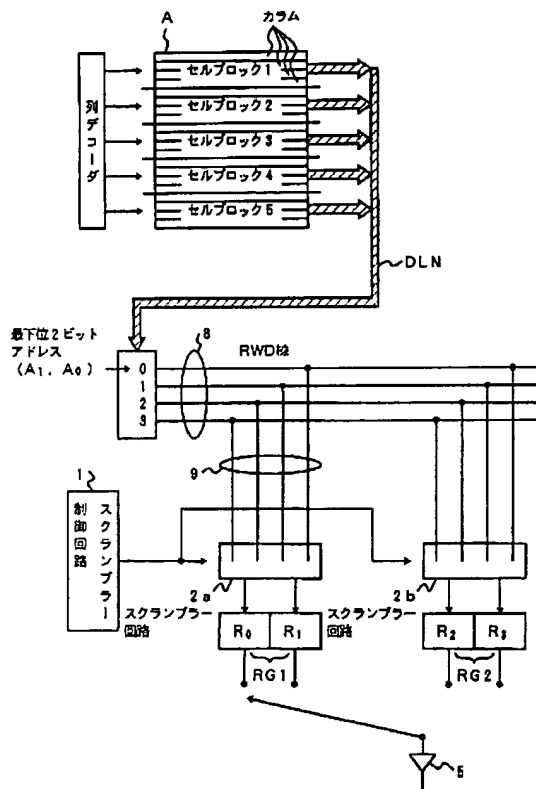 A
カラム
列デコーダ
セルブロック1
セルブロック2
セルブロック3
セルブロック4
セルブロック5
DLN
最下位2ビット
アドレス
(A1, A0)
0
1
2
3
8
RWD線
9
1
スクランブラー
制御回路
2a
スクランブラー
回路
2b
スクランブラー
回路
R0
R1
R2
R3
RG1
RG2
5